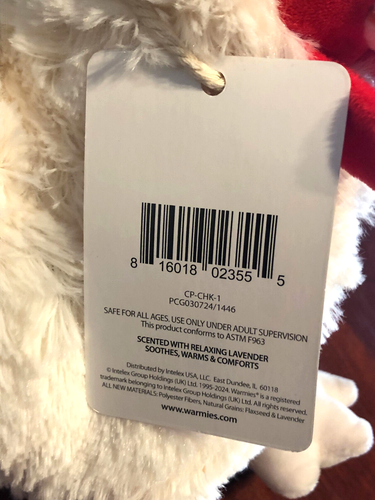 8 16018 02355 5
CP-CHK-1
PCG030724/1446
SAFE FOR ALL AGES. USE ONLY UNDER ADULT SUPERVISION
This product conforms to ASTM F963
SCENTED WITH RELAXING LAVENDER
SOOTHES, WARMS & COMFORTS
Distributed by Intelex USA, LLC. East Dundee, IL 60118
© Intelex Group Holdings (UK) Ltd. 1995-2024. Warmies® is a registered
trademark belonging to Intelex Group Holdings (UK) Ltd. All rights reserved.
ALL NEW MATERIALS: Polyester Fibers, Natural Grains: Flaxseed & Lavender
www.warmies.com